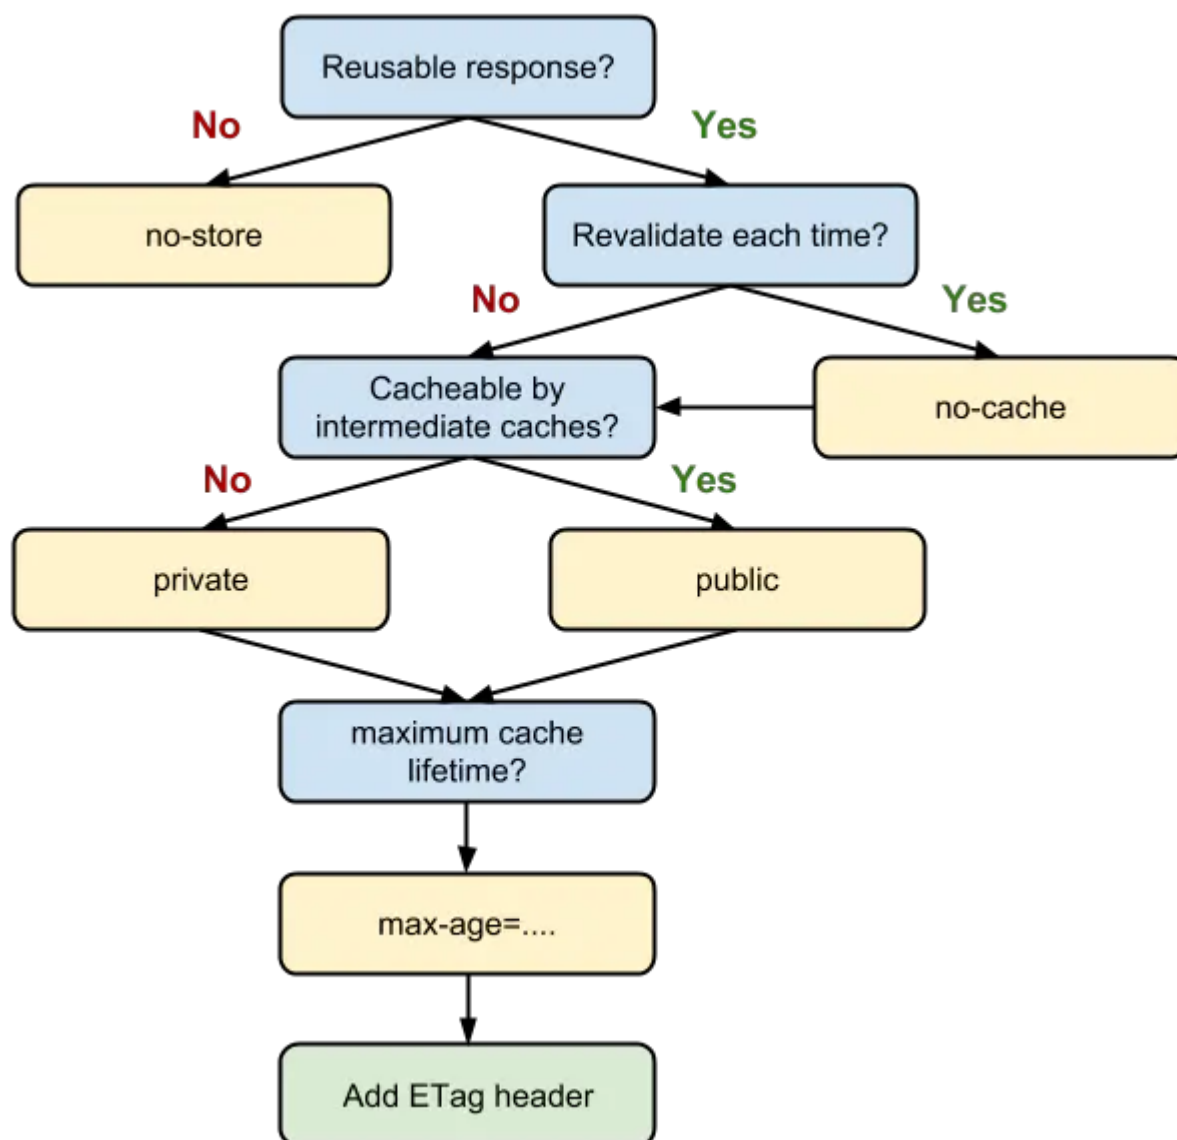 Reusable response?
No
Yes
no-store
Revalidate each time?
No
Yes
Cacheable by
intermediate caches?
no-cache
No
Yes
private
public
maximum cache
lifetime?
max-age=....
Add ETag header